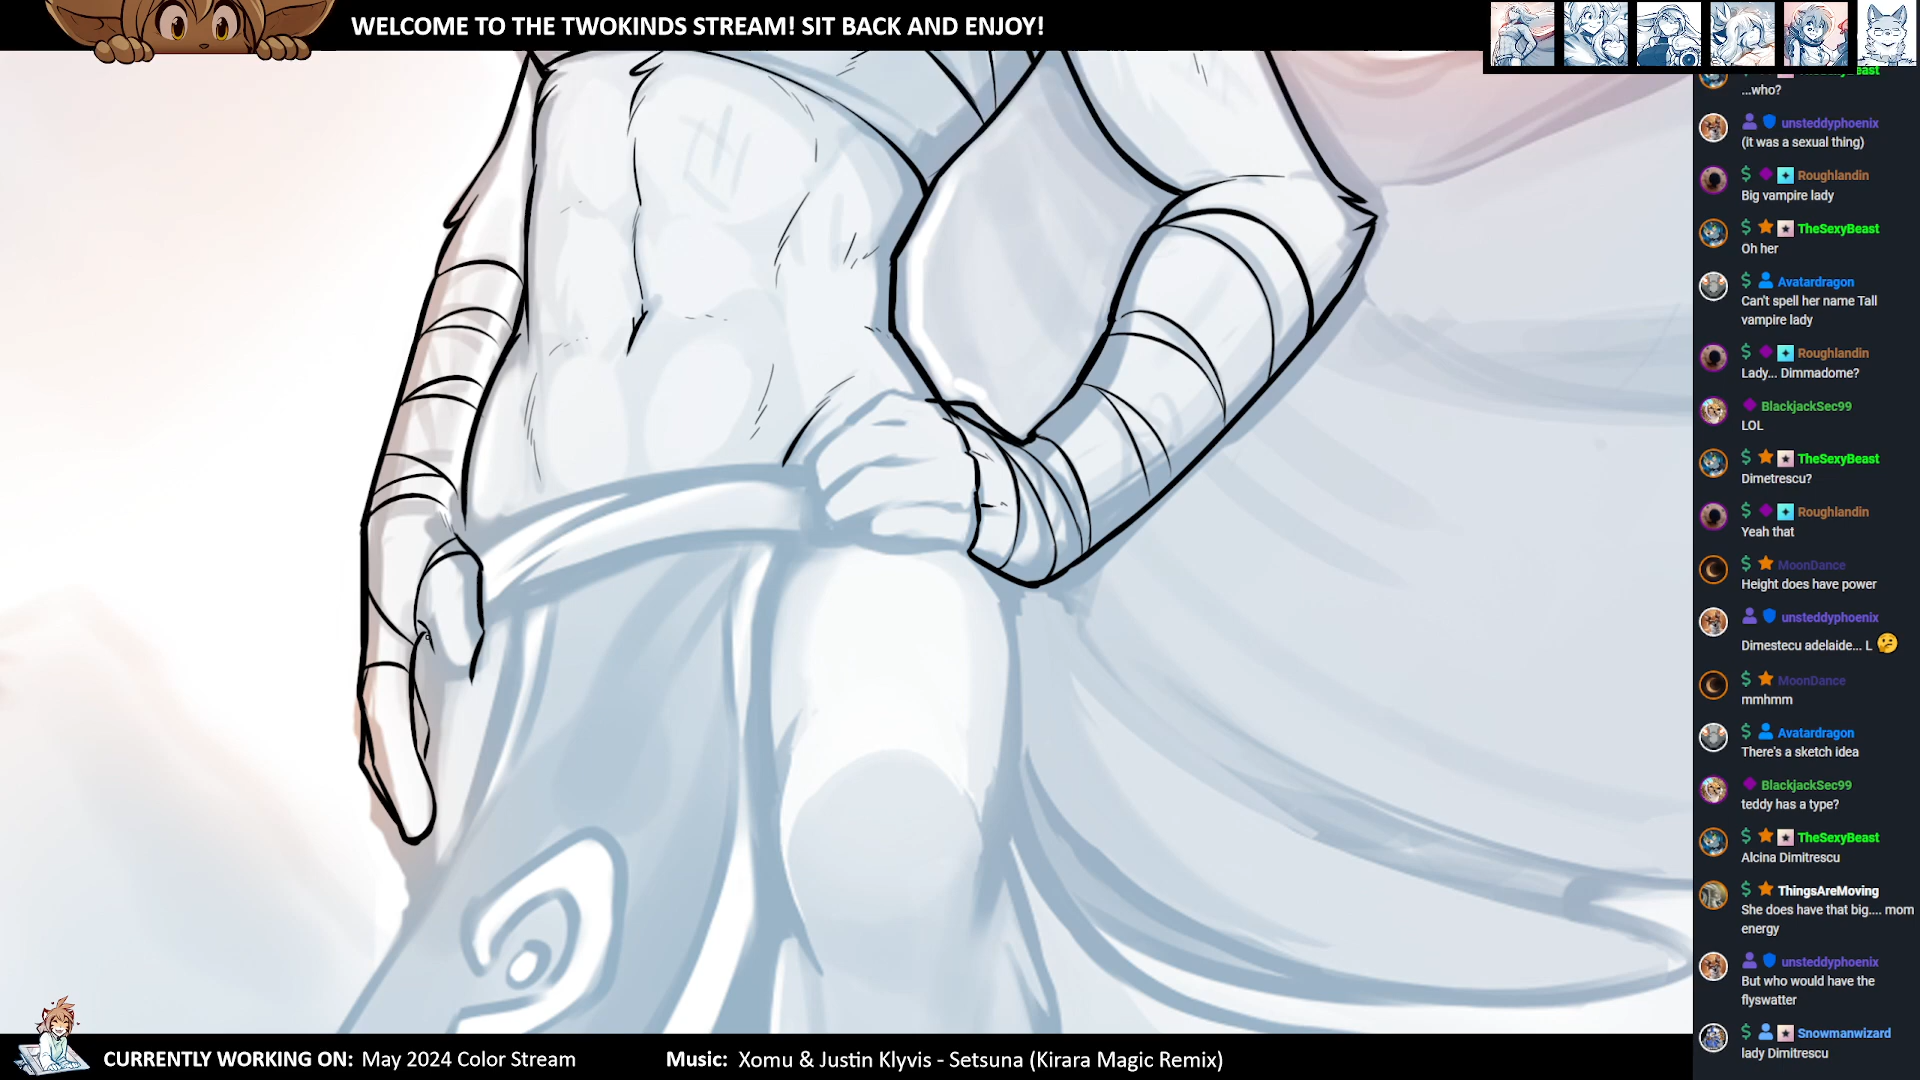 WELCOME TO THE TWOKINDS STREAM! SIT BACK AND ENJOY!
...who?
unsteddyphoenix
(it was a sexual thing)
Roughlandin
Big vampire lady
TheSexyBeast
Oh her
Avatardragon
Can't spell her name Tall
vampire lady
Roughlandin
Lady... Dimmadome?
BlackjackSec99
LOL
TheSexyBeast
Dimetrescu?
Roughlandin
Yeah that
MoonDance
Height does have power
unsteddyphoenix
Dimestecu adelaide... L 🤔
MoonDance
mmhmm
Avatardragon
There's a sketch idea
BlackjackSec99
teddy has a type?
TheSexyBeast
Alcina Dimitrescu
ThingsAreMoving
She does have that big.... mom
energy
unsteddyphoenix
But who would have the
flyswatter
Snowmanwizard
lady Dimitrescu
CURRENTLY WORKING ON: May 2024 Color Stream
Music: Xomu & Justin Klyvis - Setsuna (Kirara Magic Remix)